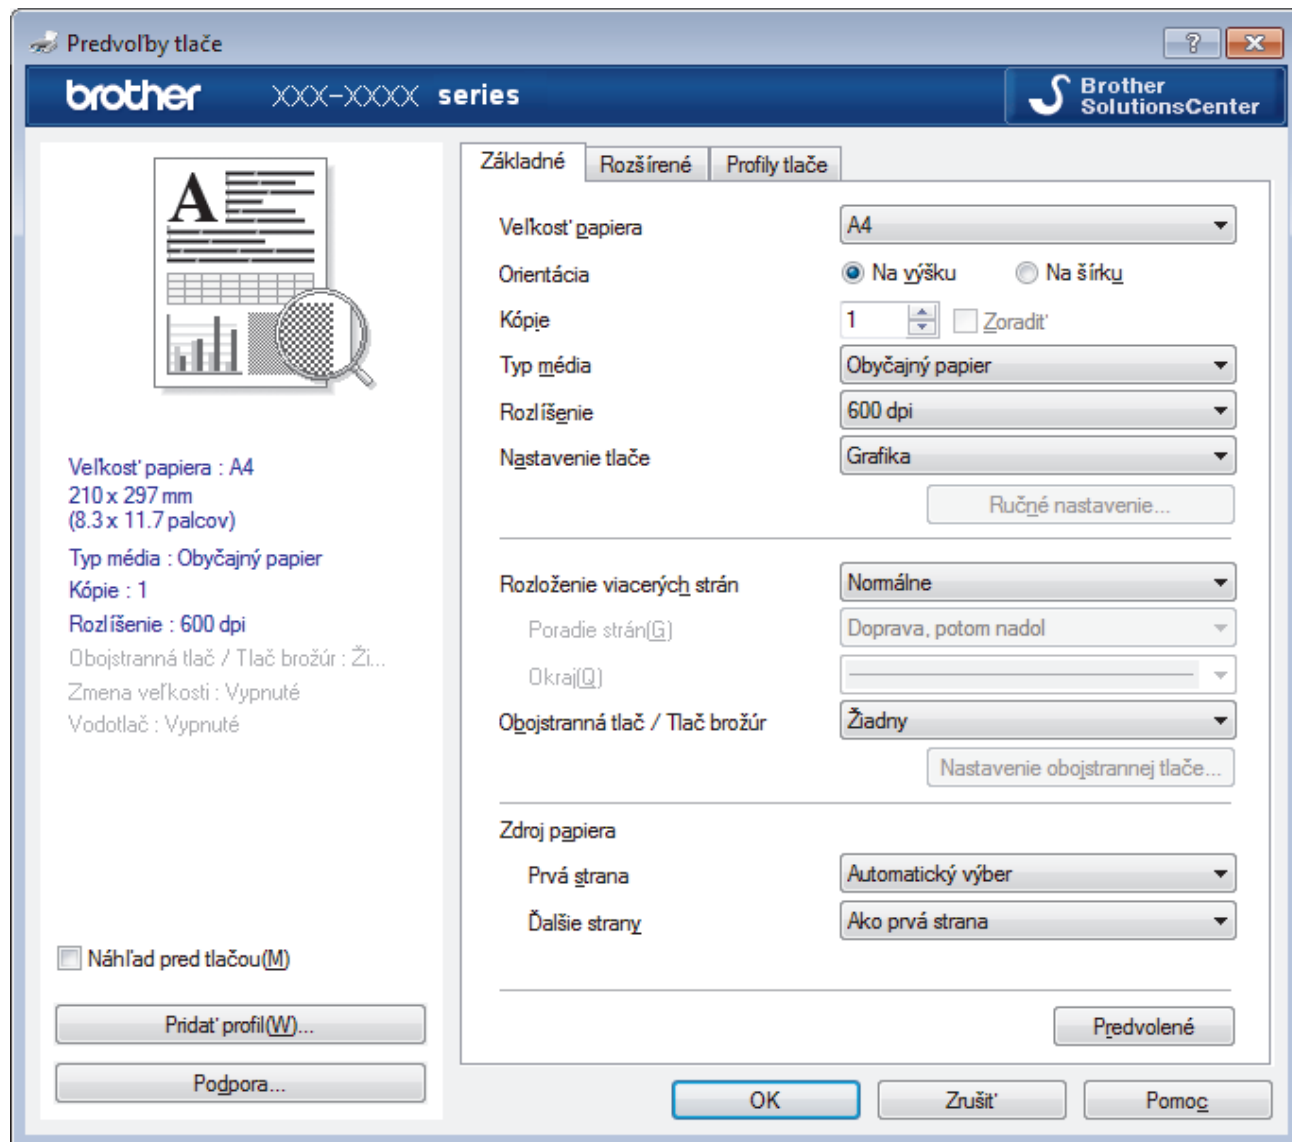 Predvoľby tlače
brother XXX-XXXX series
Brother
SolutionsCenter
A
Veľkosť papiera : A4
210 x 297 mm
(8.3 x 11.7 palcov)
Typ média : Obyčajný papier
Kópie : 1
Rozlíšenie : 600 dpi
Obojstranná tlač / Tlač brožúr : Ži...
Zmena veľkosti : Vypnuté
Vodotlač : Vypnuté
Náhľad pred tlačou(M)
Pridať profil(W)...
Podpora...
Základné Rozšírené Profily tlače
Veľkosť papiera A4
Orientácia Na výšku Na šírku
Kópie 1 Zoradiť
Typ média Obyčajný papier
Rozlíšenie 600 dpi
Nastavenie tlače Grafika
Ručné nastavenie...
Rozloženie viacerých strán Normálne
Poradie strán(G) Doprava, potom nadol
Okraj(Q)
Obojstranná tlač / Tlač brožúr Žiadny
Nastavenie obojstrannej tlače...
Zdroj papiera
Prvá strana Automatický výber
Ďalšie strany Ako prvá strana
Predvolené
OK Zrušiť Pomoc